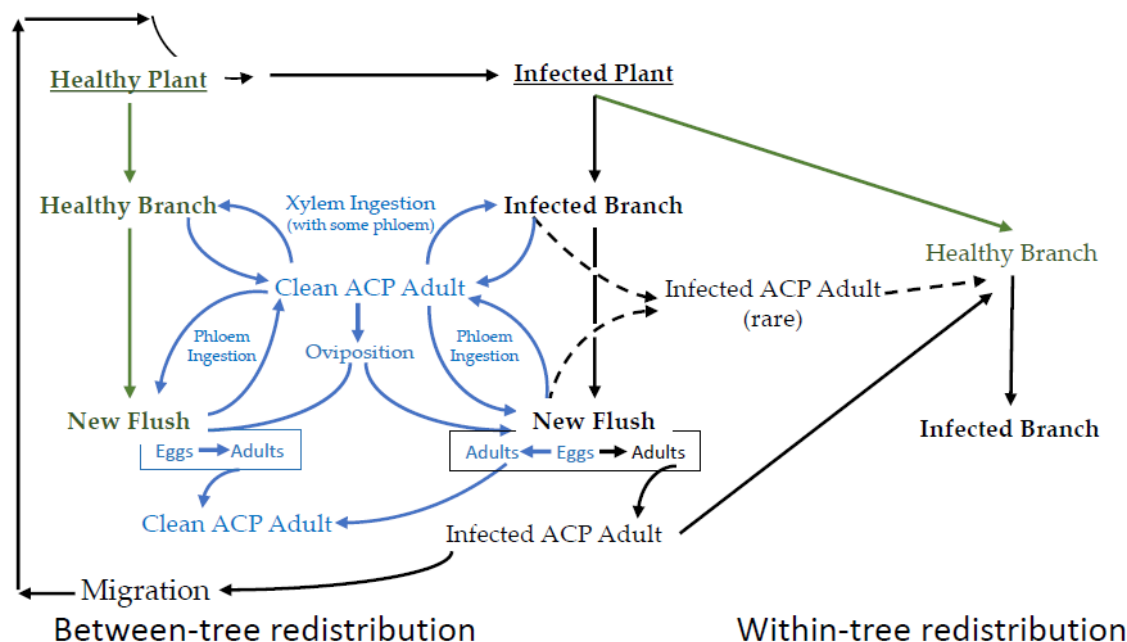 Healthy Plant
Infected Plant
Healthy Branch
Xylem Ingestion
(with some phloem)
Infected Branch
Healthy Branch
Clean ACP Adult
Infected ACP Adult
(rare)
Phloem
Ingestion
Oviposition
Phloem
Ingestion
New Flush
New Flush
Infected Branch
Eggs Adults
Adults Eggs Adults
Clean ACP Adult
Infected ACP Adult
Migration
Between-tree redistribution
Within-tree redistribution